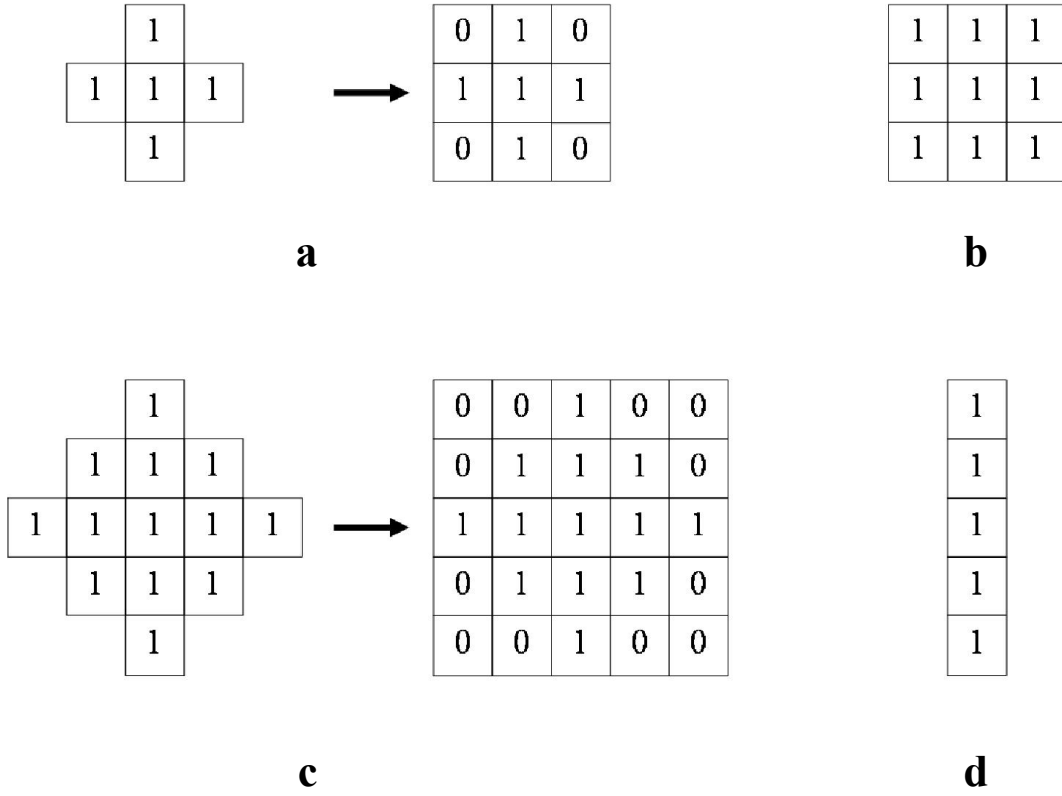 1 0 1 0 1 1 1
1 1 1 1 1 1 1 1 1
1 0 1 0 1 1 1
a b
1 0 0 1 0 0 1
1 1 1 0 1 1 1 0 1
1 1 1 1 1 1 1 1 1 1 1
1 1 1 0 1 1 1 0 1
1 0 0 1 0 0 1
c d